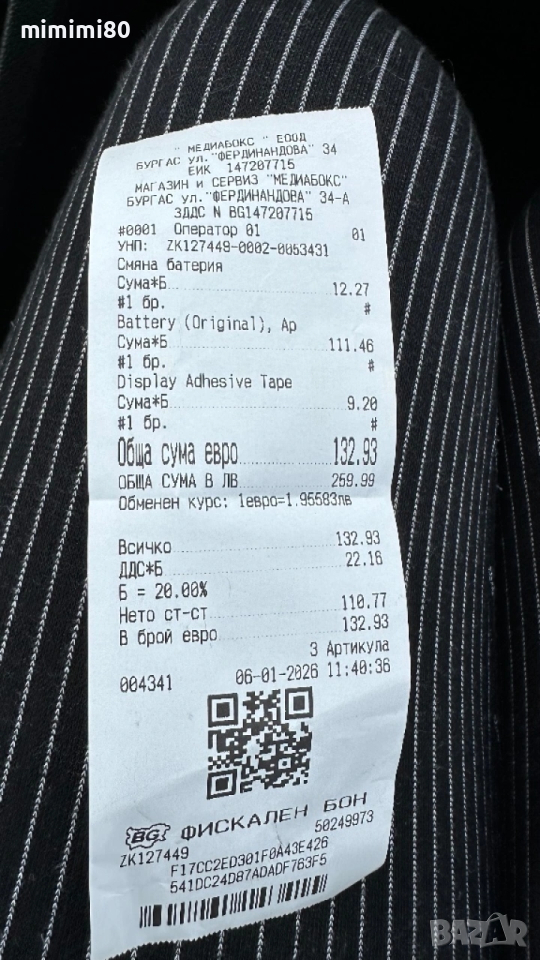 mimimi80
" МЕДИАБОКС " ЕООД
БУРГАС ул."ФЕРДИНАНДОВА" 34
ЕИК 147207715
МАГАЗИН И СЕРВИЗ "МЕДИАБОКС"
БУРГАС УЛ."ФЕРДИНАНДОВА" 34-А
ЗДДС N BG147207715
#0001 Оператор 01 01
УНП: ZK127449-0002-0053431
Смяна батерия
Сума*Б 12.27
#1 бр. #
Battery (Original), Ap
Сума*Б 111.46
#1 бр. #
Display Adhesive Tape
Сума*Б 9.20
#1 бр. #
Обща сума евро 132.93
ОБЩА СУМА В ЛВ 259.99
Обменен курс: 1евро=1.95583лв
Всичко 132.93
ДДС*Б 22.16
Б = 20.00%
Нето ст-ст 110.77
В брой евро 132.93
3 Артикула
004341 06-01-2026 11:40:36
BG ФИСКАЛЕН БОН
ZK127449 50249973
F17CC2ED301F0A43E426
541DC24D87ADADF763F5
BAZAR